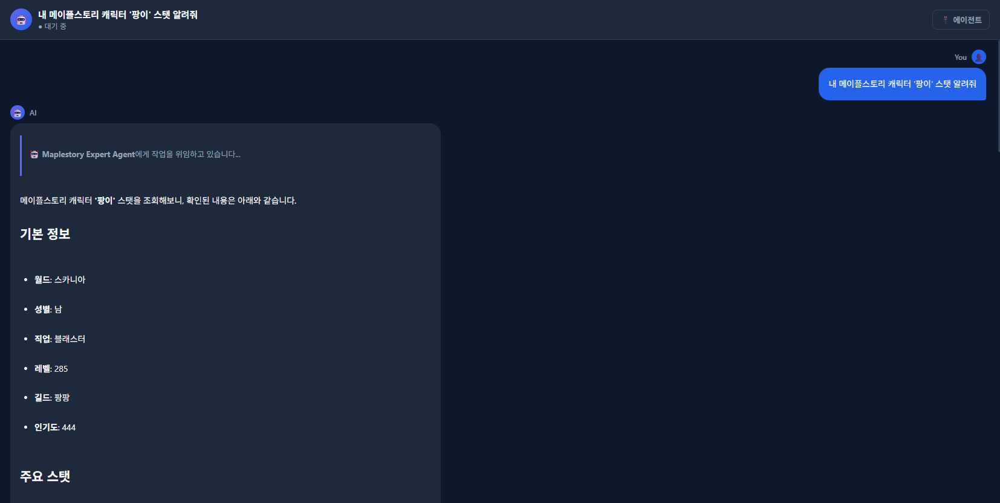 내 메이플스토리 캐릭터 '팡이' 스탯 알려줘
● 대기 중
에이전트
You
내 메이플스토리 캐릭터 '팡이' 스탯 알려줘
AI
Maplestory Expert Agent에게 작업을 위임하고 있습니다...
메이플스토리 캐릭터 '팡이' 스탯을 조회해보니, 확인된 내용은 아래와 같습니다.
기본 정보
• 월드: 스카니아
• 성별: 남
• 직업: 블래스터
• 레벨: 285
• 길드: 팡팡
• 인기도: 444
주요 스탯